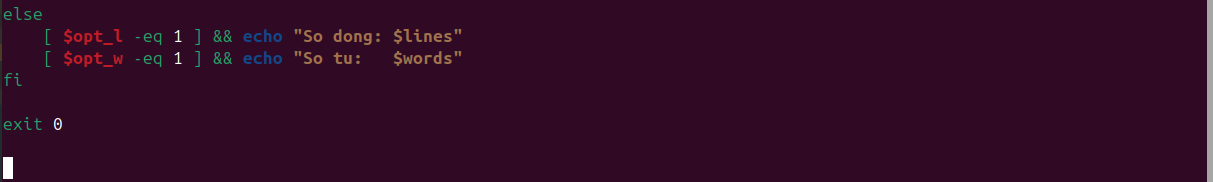 else
    [ $opt_l -eq 1 ] && echo "So dong: $lines"
    [ $opt_w -eq 1 ] && echo "So tu:   $words"
fi

exit 0